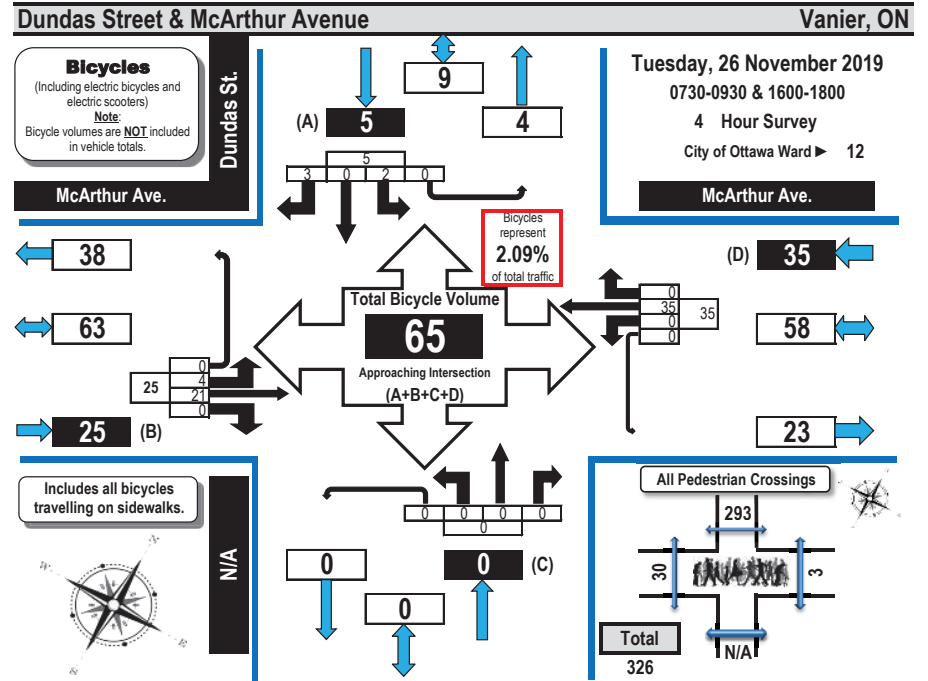 Dundas Street & McArthur Avenue
Vanier, ON
Bicycles
(Including electric bicycles and
electric scooters)
Note:
Bicycle volumes are NOT included
in vehicle totals.
Dundas St.
McArthur Ave.
9
(A)
5
4
5
3 0 2 0
Tuesday, 26 November 2019
0730-0930 & 1600-1800
4 Hour Survey
City of Ottawa Ward ► 12
McArthur Ave.
Bicycles
represent
2.09%
of total traffic
38
63
0
4
21
0
25
25
(B)
Total Bicycle Volume
65
Approaching Intersection
(A+B+C+D)
(D)
35
0
35
0
0
35
58
23
Includes all bicycles
travelling on sidewalks.
N
W
E
S
N/A
0 0 0 0
0
0
0
(C)
0
All Pedestrian Crossings
293
30
3
N/A
Total
326